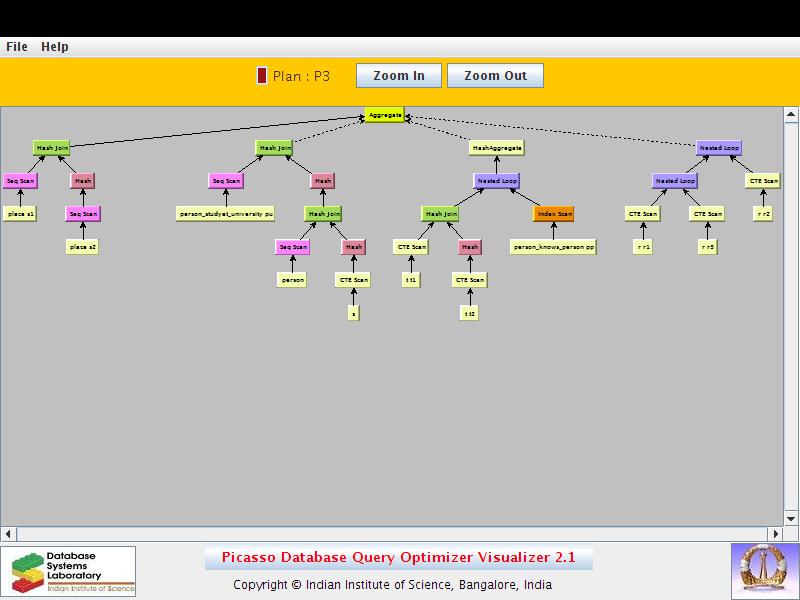 File Help
Plan : P3 Zoom In Zoom Out
Aggregate
Hash Join Hash Join HashAggregate Nested Loop
Seq Scan Hash Seq Scan Hash Nested Loop Nested Loop CTE Scan
place s1 Seq Scan person_studyat_university pu Hash Join Hash Join Index Scan CTE Scan CTE Scan r r2
place s2 Seq Scan Hash CTE Scan Hash person_knows_person pp r r1 r r3
person CTE Scan t t1 CTE Scan
s t t2
Database
Systems
Laboratory
Indian Institute of Science
Picasso Database Query Optimizer Visualizer 2.1
Copyright © Indian Institute of Science, Bangalore, India